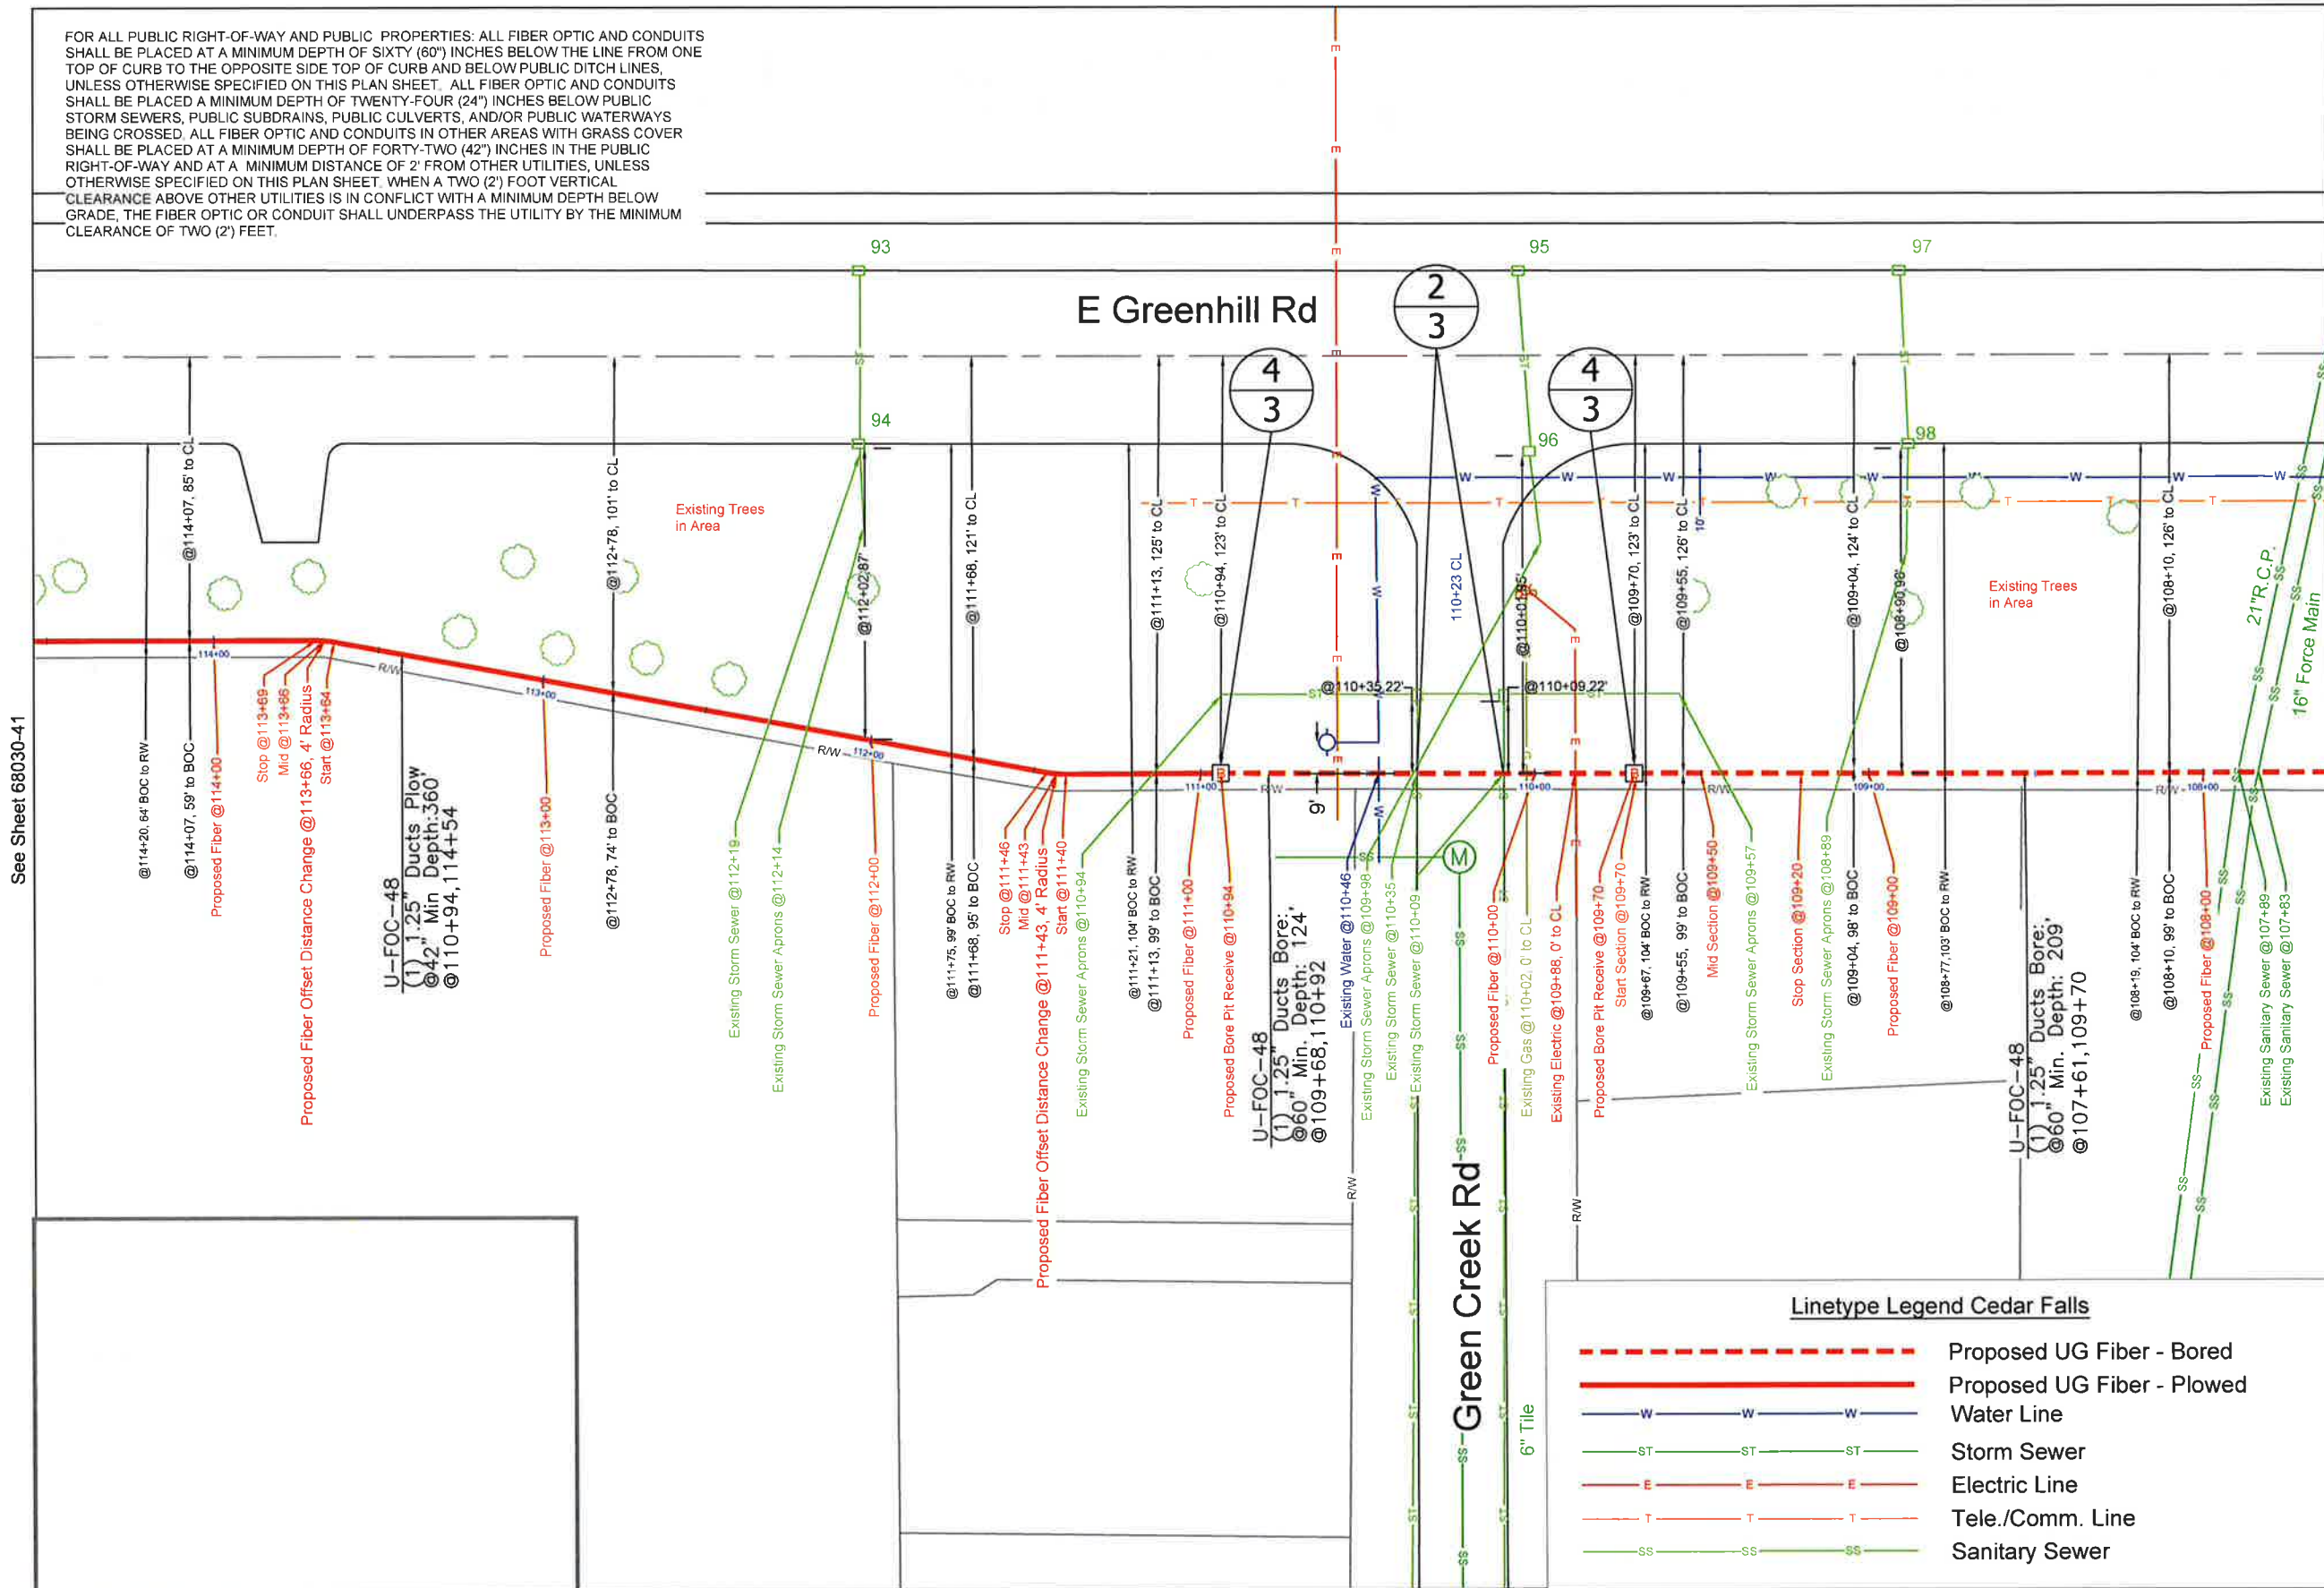 FOR ALL PUBLIC RIGHT-OF-WAY AND PUBLIC PROPERTIES: ALL FIBER OPTIC AND CONDUITS
SHALL BE PLACED AT A MINIMUM DEPTH OF SIXTY (60") INCHES BELOW THE LINE FROM ONE
TOP OF CURB TO THE OPPOSITE SIDE TOP OF CURB AND BELOW PUBLIC DITCH LINES,
UNLESS OTHERWISE SPECIFIED ON THIS PLAN SHEET. ALL FIBER OPTIC AND CONDUITS
SHALL BE PLACED A MINIMUM DEPTH OF TWENTY-FOUR (24") INCHES BELOW PUBLIC
STORM SEWERS, PUBLIC SUBDRAINS, PUBLIC CULVERTS, AND/OR PUBLIC WATERWAYS
BEING CROSSED. ALL FIBER OPTIC AND CONDUITS IN OTHER AREAS WITH GRASS COVER
SHALL BE PLACED AT A MINIMUM DEPTH OF FORTY-TWO (42") INCHES IN THE PUBLIC
RIGHT-OF-WAY AND AT A MINIMUM DISTANCE OF 2' FROM OTHER UTILITIES, UNLESS
OTHERWISE SPECIFIED ON THIS PLAN SHEET. WHEN A TWO (2') FOOT VERTICAL
CLEARANCE ABOVE OTHER UTILITIES IS IN CONFLICT WITH A MINIMUM DEPTH BELOW
GRADE, THE FIBER OPTIC OR CONDUIT SHALL UNDERPASS THE UTILITY BY THE MINIMUM
CLEARANCE OF TWO (2') FEET.
93
95
97
E Greenhill Rd
2
3
4
3
4
3
94
96
98
Existing Trees
in Area
Existing Trees
in Area
See Sheet 68030-41
@114+20, 64' BOC to RW
@114+07, 85' to CL
@114+07, 59' to BOC
114+00
Proposed Fiber @114+00
Stop @113+69
Mid @113+66
Proposed Fiber Offset Distance Change @113+66, 4' Radius
Start @113+64
R/W
U-FOC-48
(1) 1.25" Ducts Plow
@42" Min Depth:360'
@110+94,114+54
113+00
Proposed Fiber @113+00
@112+78, 101' to CL
@112+78, 74' to BOC
Existing Storm Sewer @112+19
Existing Storm Sewer Aprons @112+14
R/W
112+00
@112+02,87'
Proposed Fiber @112+00
@111+75, 99' BOC to RW
@111+68, 121' to CL
@111+68, 95' to BOC
Stop @111+46
Mid @111+43
Proposed Fiber Offset Distance Change @111+43, 4' Radius
Start @111+40
Existing Storm Sewer Aprons @110+94
@111+21, 104' BOC to RW
@111+13, 125' to CL
@111+13, 99' to BOC
111+00
Proposed Fiber @111+00
@110+94, 123' to CL
Proposed Bore Pit Receive @110+94
R/W
U-FOC-48
(1) 1.25" Ducts Bore:
@60" Min. Depth: 124'
@109+68,110+92
9'
@110+35,22'
Existing Water @110+46
R/W
Existing Storm Sewer Aprons @109+98
Existing Storm Sewer @110+35
Existing Storm Sewer @110+09
110+23 CL
M
Green Creek Rd
@110+09,22'
@110+01,95'
110+00
Proposed Fiber @110+00
Existing Gas @110+02, 0' to CL
6" Tile
Existing Electric @109+88, 0' to CL
R/W
Proposed Bore Pit Receive @109+70
Start Section @109+70
@109+70, 123' to CL
@109+67, 104' BOC to RW
@109+55, 126' to CL
@109+55, 99' to BOC
10'
R/W
Mid Section @109+50
Existing Storm Sewer Aprons @109+57
Stop Section @109+20
Existing Storm Sewer Aprons @108+89
@109+04, 124' to CL
@109+04, 98' to BOC
109+00
Proposed Fiber @109+00
@108+90,98'
@108+77,103' BOC to RW
U-FOC-48
(1) 1.25" Ducts Bore:
@60" Min. Depth: 209'
@107+61,109+70
@108+19, 104' BOC to RW
@108+10, 126' to CL
@108+10, 99' to BOC
R/W
108+00
Proposed Fiber @108+00
Existing Sanitary Sewer @107+89
Existing Sanitary Sewer @107+83
21"R.C.P.
16" Force Main
Linetype Legend Cedar Falls
Proposed UG Fiber - Bored
Proposed UG Fiber - Plowed
W W W Water Line
ST ST ST Storm Sewer
E E E Electric Line
T T T Tele./Comm. Line
SS SS SS Sanitary Sewer